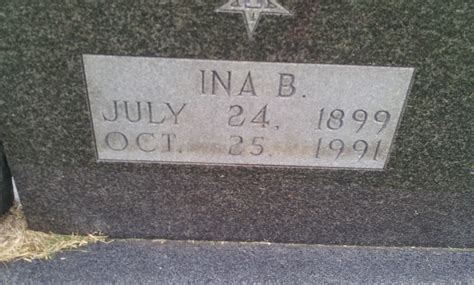 INA B.
JULY 24, 1899
OCT. 25, 1991